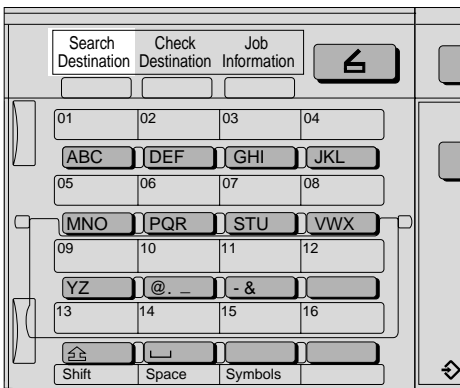 Search Check Job
Destination Destination Information
01 02 03 04
ABC DEF GHI JKL
05 06 07 08
MNO PQR STU VWX
09 10 11 12
YZ @. _ - &
13 14 15 16
Shift Space Symbols